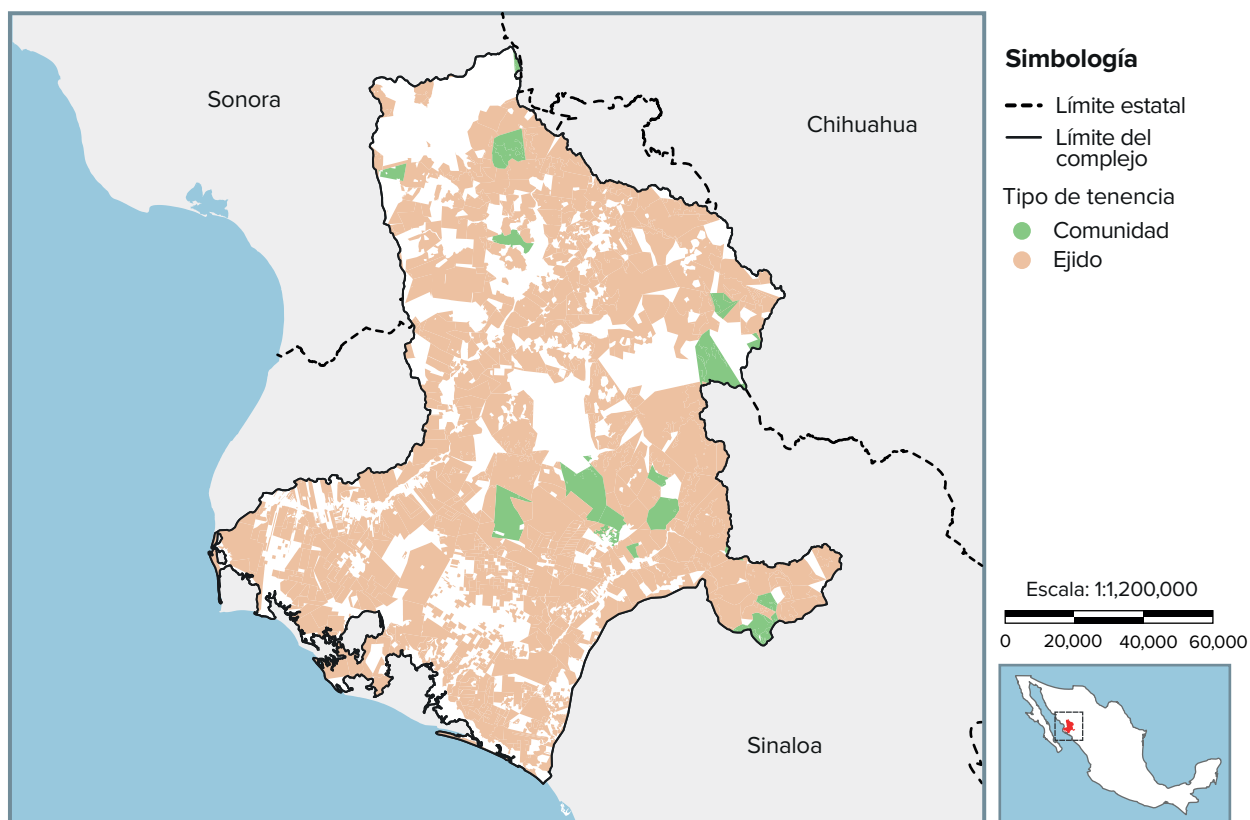 Sonora
Chihuahua
Sinaloa
Simbología
Límite estatal
Límite del
complejo
Tipo de tenencia
Comunidad
Ejido
Escala: 1:1,200,000
0 20,000 40,000 60,000